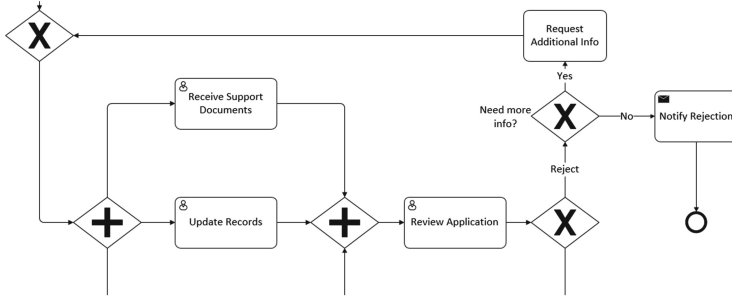 Request
Additional Info
Yes
Receive Support
Documents
Need more
info?
No
Notify Rejection
Reject
Update Records
Review Application